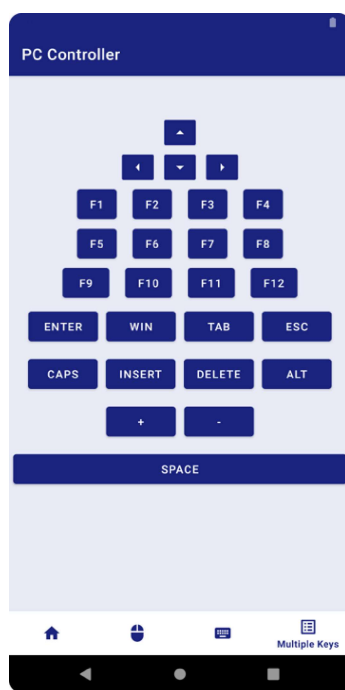 PC Controller
F1 F2 F3 F4
F5 F6 F7 F8
F9 F10 F11 F12
ENTER WIN TAB ESC
CAPS INSERT DELETE ALT
+ -
SPACE
Multiple Keys